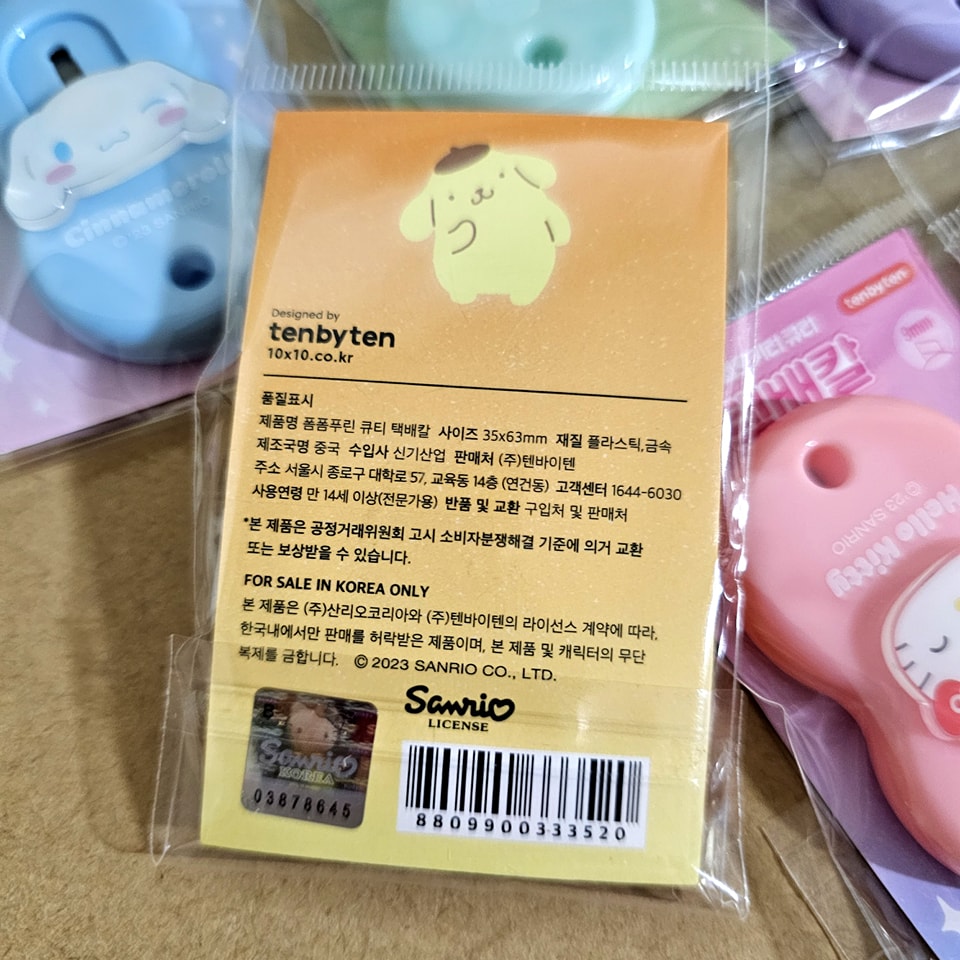 Cinnamoroll
Designed by
tenbyten
10x10.co.kr
품질표시
제품명 폼폼푸린 큐티 택배칼 사이즈 35x63mm 재질 플라스틱,금속
제조국명 중국 수입사 신기산업 판매처 (주)텐바이텐
주소 서울시 종로구 대학로 57, 교육동 14층 (연건동) 고객센터 1644-6030
사용연령 만 14세 이상(전문가용) 반품 및 교환 구입처 및 판매처
*본 제품은 공정거래위원회 고시 소비자분쟁해결 기준에 의거 교환
또는 보상받을 수 있습니다.
FOR SALE IN KOREA ONLY
본 제품은 (주)산리오코리아와 (주)텐바이텐의 라이선스 계약에 따라,
한국내에서만 판매를 허락받은 제품이며, 본 제품 및 캐릭터의 무단
복제를 금합니다. © 2023 SANRIO CO., LTD.
Sanrio
LICENSE
Sanrio
KOREA
03878645
8809900333520
tenbyten
택배칼
Hello Kitty
©'23 SANRIO